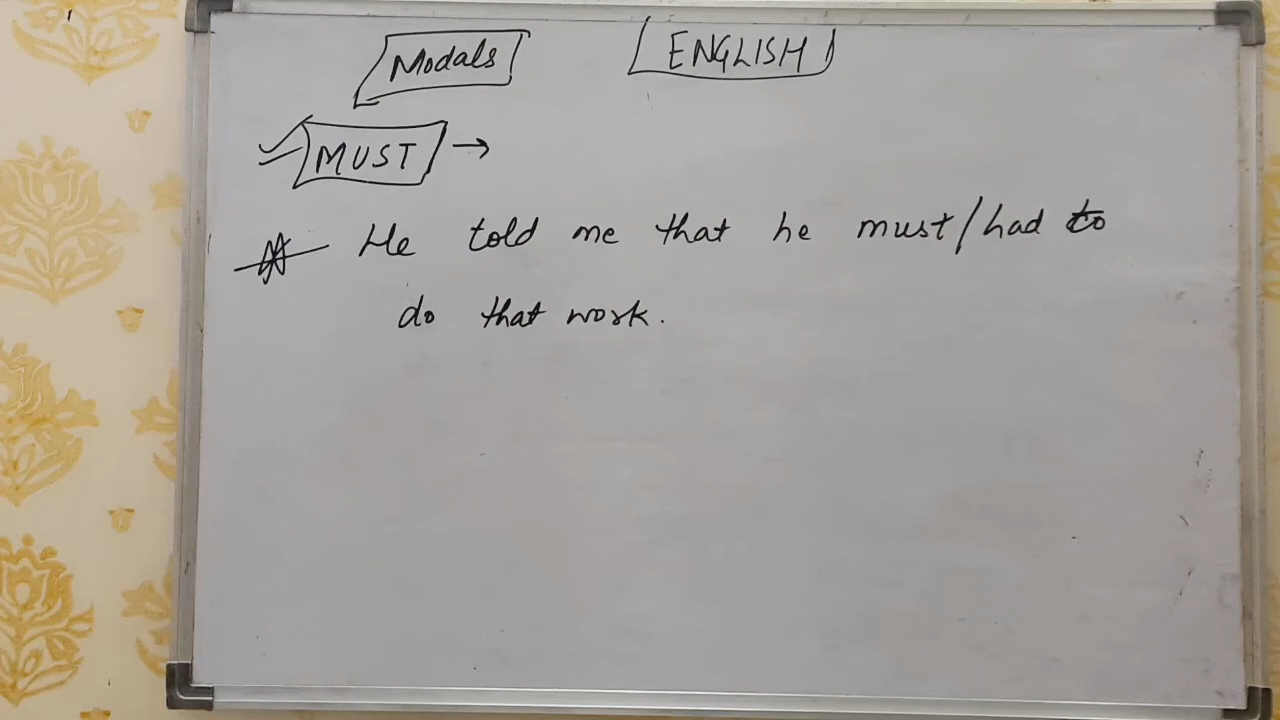 Modals ENGLISH
MUST →
He told me that he must/had to
do that work.